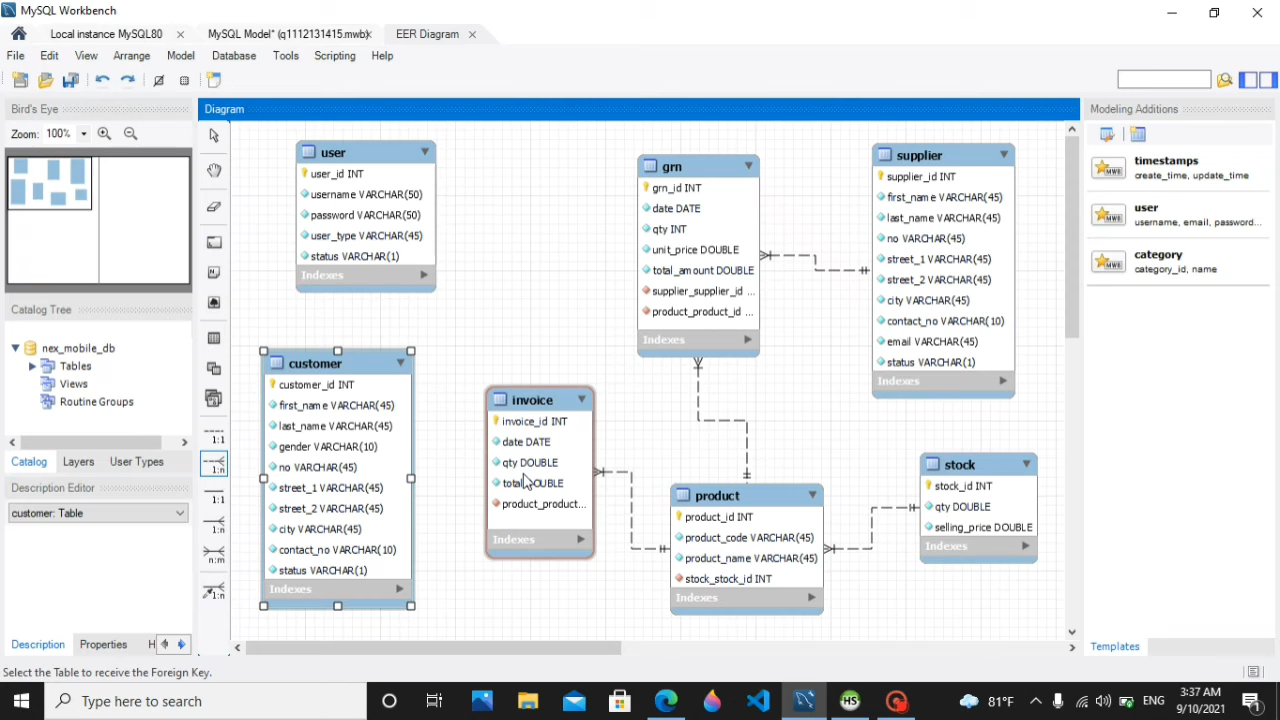 MySQL Workbench
Local instance MySQL80
MySQL Model* (q1112131415.mwb)
EER Diagram
File Edit View Arrange Model Database Tools Scripting Help
Bird's Eye
Zoom: 100%
Catalog Tree
nex_mobile_db
Tables
Views
Routine Groups
Catalog Layers User Types
Description Editor
customer: Table
Description Properties H
Select the Table to receive the Foreign Key.
Diagram
1:1
1:n
1:1
1:n
n:m
1:n
user
user_id INT
username VARCHAR(50)
password VARCHAR(50)
user_type VARCHAR(45)
status VARCHAR(1)
Indexes
customer
customer_id INT
first_name VARCHAR(45)
last_name VARCHAR(45)
gender VARCHAR(10)
no VARCHAR(45)
street_1 VARCHAR(45)
street_2 VARCHAR(45)
city VARCHAR(45)
contact_no VARCHAR(10)
status VARCHAR(1)
Indexes
invoice
invoice_id INT
date DATE
qty DOUBLE
total DOUBLE
product_product...
Indexes
grn
grn_id INT
date DATE
qty INT
unit_price DOUBLE
total_amount DOUBLE
supplier_supplier_id ...
product_product_id ...
Indexes
product
product_id INT
product_code VARCHAR(45)
product_name VARCHAR(45)
stock_stock_id INT
Indexes
supplier
supplier_id INT
first_name VARCHAR(45)
last_name VARCHAR(45)
no VARCHAR(45)
street_1 VARCHAR(45)
street_2 VARCHAR(45)
city VARCHAR(45)
contact_no VARCHAR(10)
email VARCHAR(45)
status VARCHAR(1)
Indexes
stock
stock_id INT
qty DOUBLE
selling_price DOUBLE
Indexes
Modeling Additions
MWB
timestamps
create_time, update_time
MWB
user
username, email, password...
MWB
category
category_id, name
Templates
Type here to search
HS
81°F
ENG
3:37 AM
9/10/2021
1